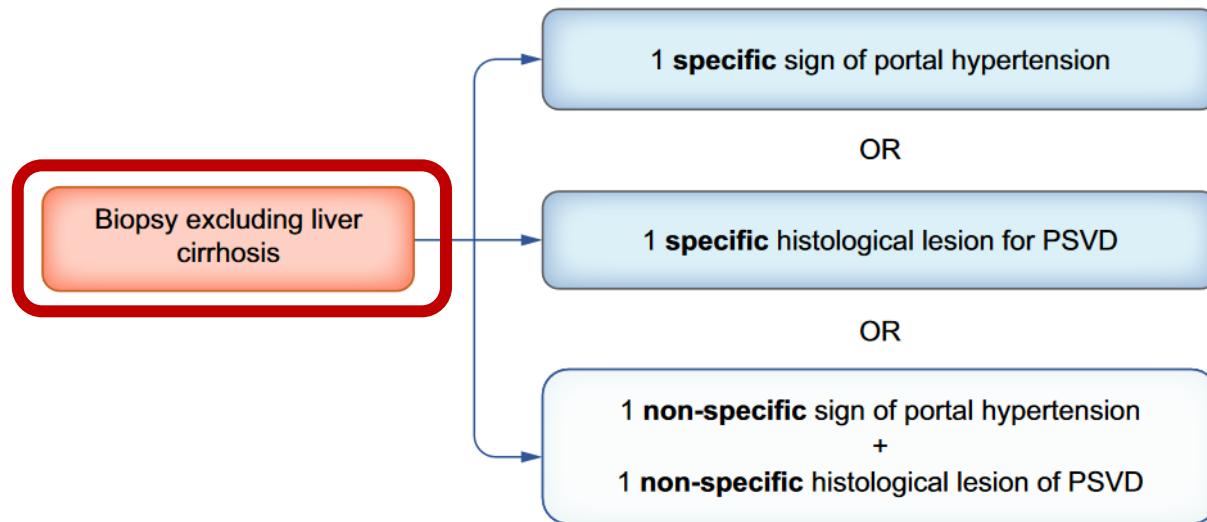 1 specific sign of portal hypertension
OR
Biopsy excluding liver
cirrhosis
1 specific histological lesion for PSVD
OR
1 non-specific sign of portal hypertension
+
1 non-specific histological lesion of PSVD